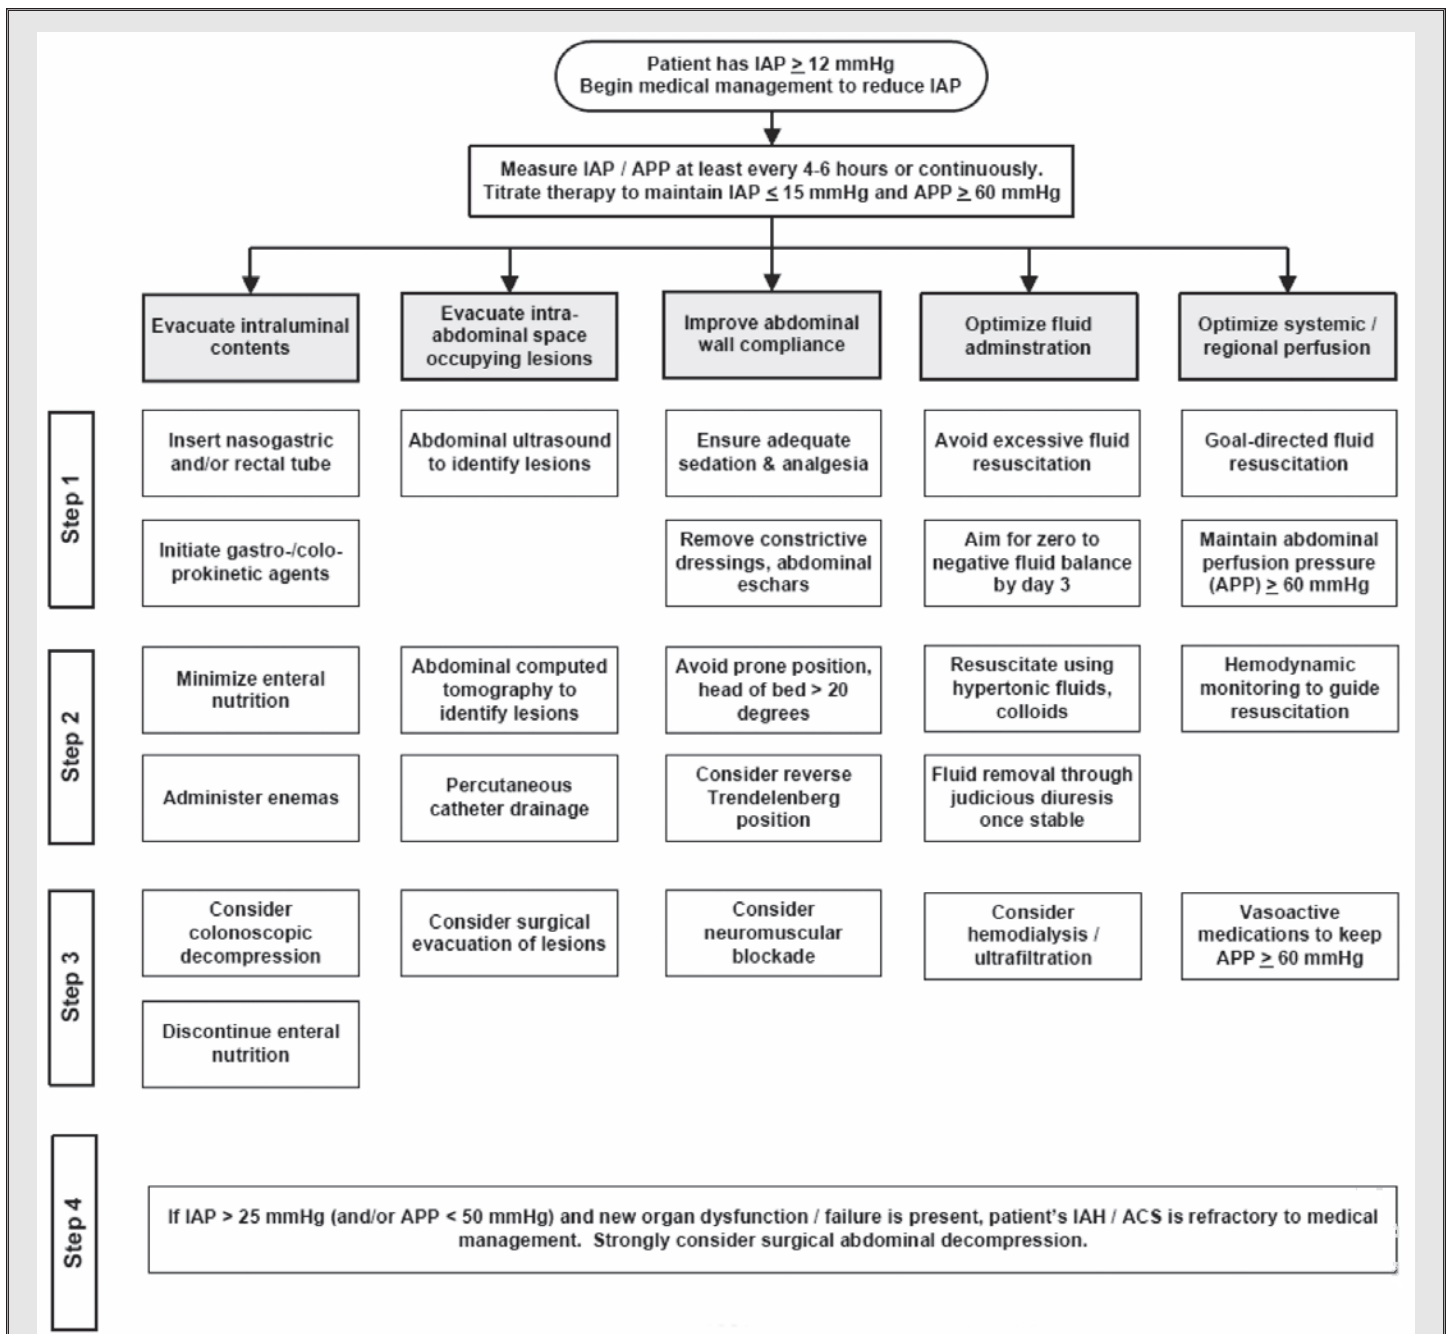 Patient has IAP ≥ 12 mmHg
Begin medical management to reduce IAP
Measure IAP / APP at least every 4-6 hours or continuously.
Titrate therapy to maintain IAP ≤ 15 mmHg and APP ≥ 60 mmHg
Evacuate intraluminal
contents
Evacuate intra-
abdominal space
occupying lesions
Improve abdominal
wall compliance
Optimize fluid
adminstration
Optimize systemic /
regional perfusion
Step 1
Insert nasogastric
and/or rectal tube
Abdominal ultrasound
to identify lesions
Ensure adequate
sedation & analgesia
Avoid excessive fluid
resuscitation
Goal-directed fluid
resuscitation
Initiate gastro-/colo-
prokinetic agents
Remove constrictive
dressings, abdominal
eschars
Aim for zero to
negative fluid balance
by day 3
Maintain abdominal
perfusion pressure
(APP) ≥ 60 mmHg
Step 2
Minimize enteral
nutrition
Abdominal computed
tomography to
identify lesions
Avoid prone position,
head of bed > 20
degrees
Resuscitate using
hypertonic fluids,
colloids
Hemodynamic
monitoring to guide
resuscitation
Administer enemas
Percutaneous
catheter drainage
Consider reverse
Trendelenberg
position
Fluid removal through
judicious diuresis
once stable
Step 3
Consider
colonoscopic
decompression
Consider surgical
evacuation of lesions
Consider
neuromuscular
blockade
Consider
hemodialysis /
ultrafiltration
Vasoactive
medications to keep
APP ≥ 60 mmHg
Discontinue enteral
nutrition
Step 4
If IAP > 25 mmHg (and/or APP < 50 mmHg) and new organ dysfunction / failure is present, patient's IAH / ACS is refractory to medical
management.  Strongly consider surgical abdominal decompression.